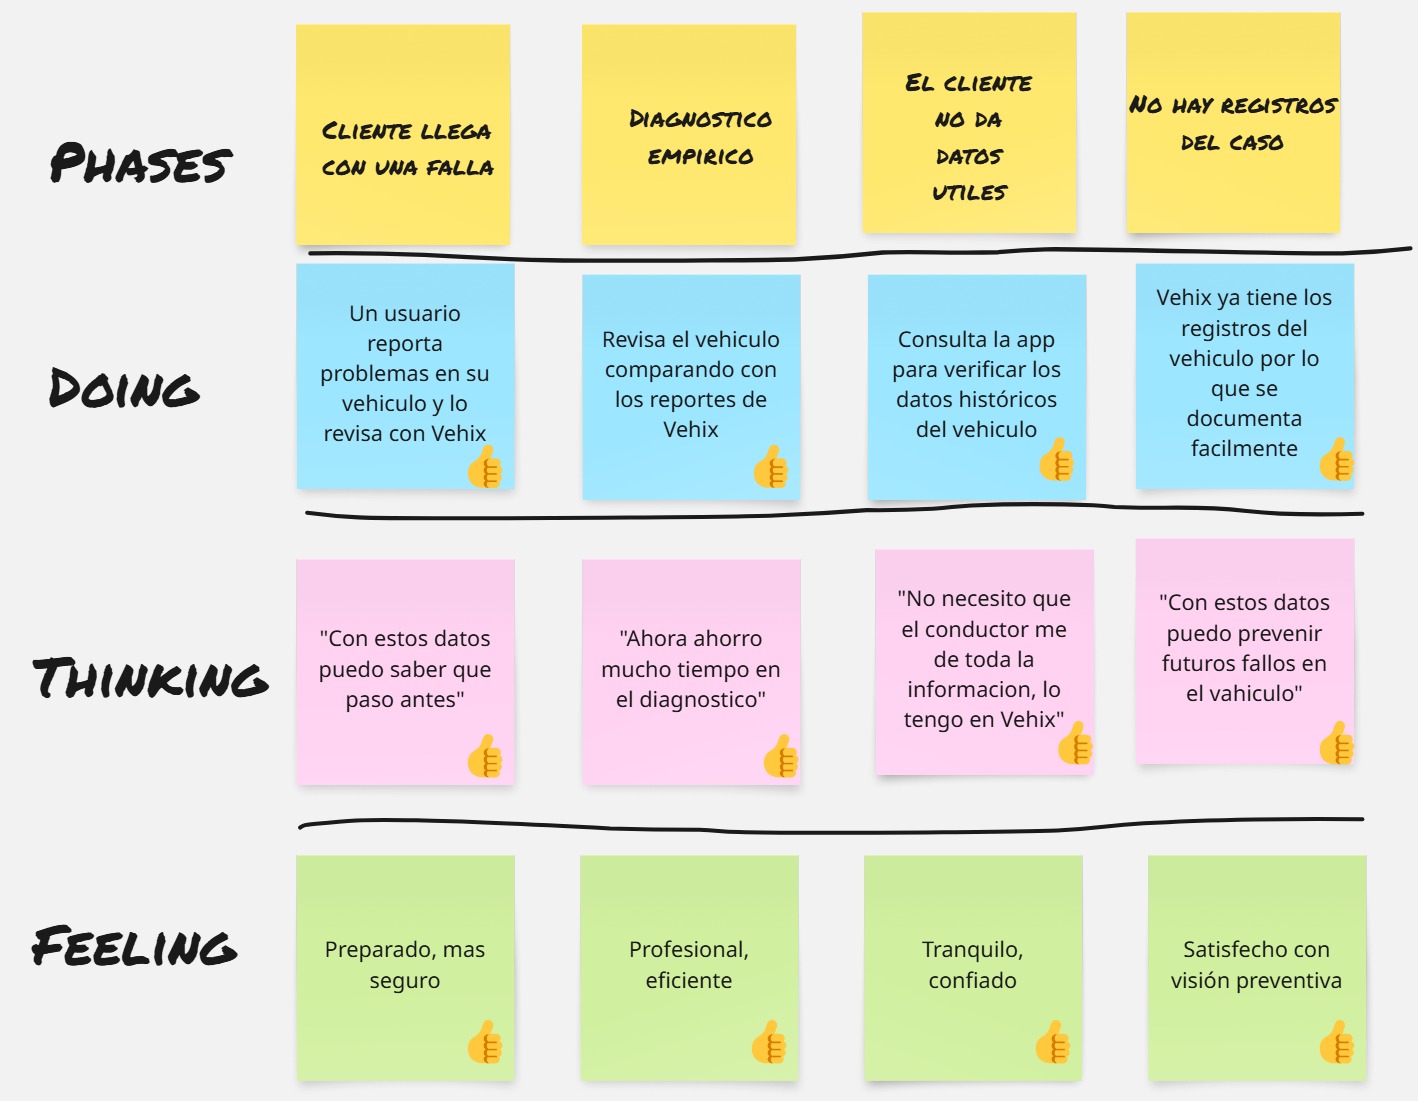 Phases
Cliente llega
con una falla
Diagnostico
empirico
El cliente
no da
datos
utiles
No hay registros
del caso
Doing
Un usuario
reporta
problemas en su
vehiculo y lo
revisa con Vehix
Revisa el vehiculo
comparando con
los reportes de
Vehix
Consulta la app
para verificar los
datos históricos
del vehiculo
Vehix ya tiene los
registros del
vehiculo por lo
que se
documenta
facilmente
Thinking
"Con estos datos
puedo saber que
paso antes"
"Ahora ahorro
mucho tiempo en
el diagnostico"
"No necesito que
el conductor me
de toda la
informacion, lo
tengo en Vehix"
"Con estos datos
puedo prevenir
futuros fallos en
el vahiculo"
Feeling
Preparado, mas
seguro
Profesional,
eficiente
Tranquilo,
confiado
Satisfecho con
visión preventiva